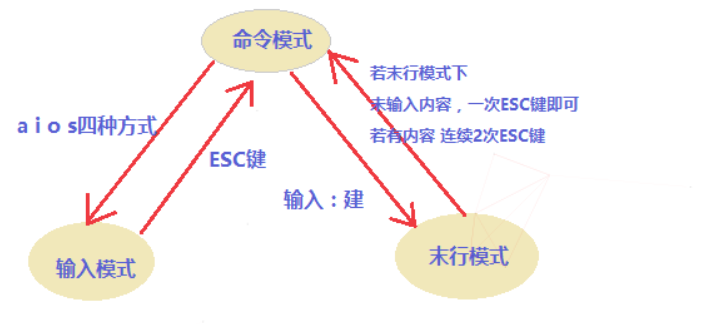 命令模式
若末行模式下
未输入内容，一次ESC键即可
若有内容 连续2次ESC键
a i o s四种方式
ESC键
输入：建
输入模式
末行模式